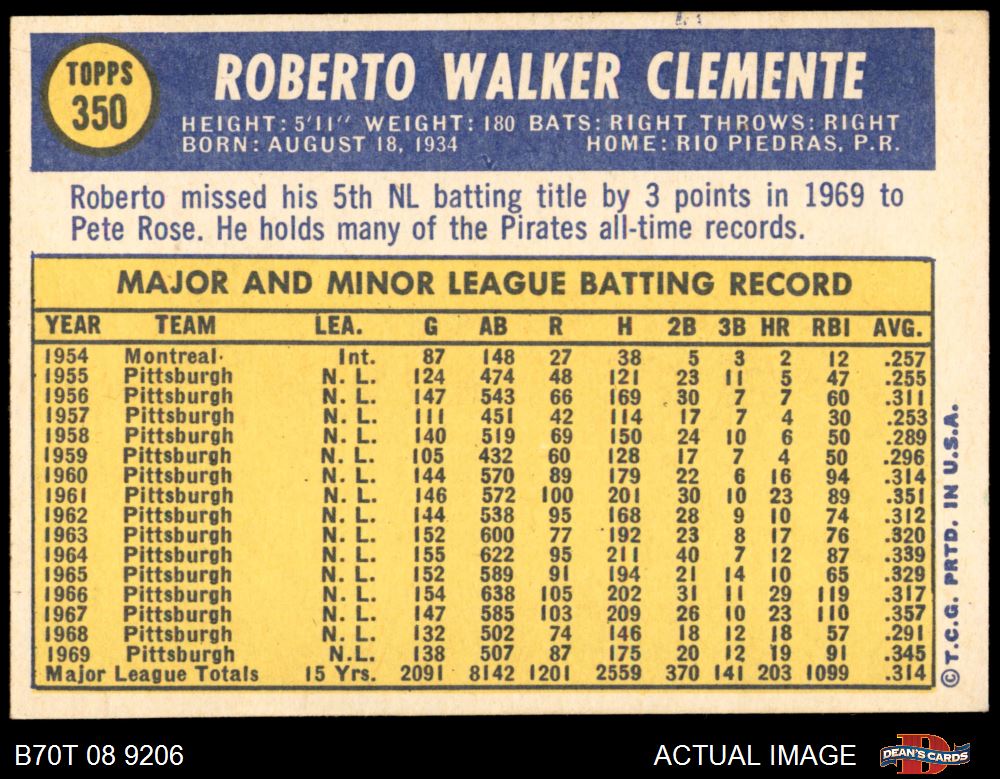 TOPPS
350
ROBERTO WALKER CLEMENTE
HEIGHT: 5'11" WEIGHT: 180 BATS: RIGHT THROWS: RIGHT
BORN: AUGUST 18, 1934 HOME: RIO PIEDRAS, P.R.
Roberto missed his 5th NL batting title by 3 points in 1969 to
Pete Rose. He holds many of the Pirates all-time records.
MAJOR AND MINOR LEAGUE BATTING RECORD
YEAR TEAM LEA. G AB R H 2B 3B HR RBI AVG.
1954 Montreal Int. 87 148 27 38 5 3 2 12 .257
1955 Pittsburgh N. L. 124 474 48 121 23 11 5 47 .255
1956 Pittsburgh N. L. 147 543 66 169 30 7 7 60 .311
1957 Pittsburgh N. L. 111 451 42 114 17 7 4 30 .253
1958 Pittsburgh N. L. 140 519 69 150 24 10 6 50 .289
1959 Pittsburgh N. L. 105 432 60 128 17 7 4 50 .296
1960 Pittsburgh N. L. 144 570 89 179 22 6 16 94 .314
1961 Pittsburgh N. L. 146 572 100 201 30 10 23 89 .351
1962 Pittsburgh N. L. 144 538 95 168 28 9 10 74 .312
1963 Pittsburgh N. L. 152 600 77 192 23 8 17 76 .320
1964 Pittsburgh N. L. 155 622 95 211 40 7 12 87 .339
1965 Pittsburgh N. L. 152 589 91 194 21 14 10 65 .329
1966 Pittsburgh N. L. 154 638 105 202 31 11 29 119 .317
1967 Pittsburgh N. L. 147 585 103 209 26 10 23 110 .357
1968 Pittsburgh N. L. 132 502 74 146 18 12 18 57 .291
1969 Pittsburgh N.L. 138 507 87 175 20 12 19 91 .345
Major League Totals 15 Yrs. 2091 8142 1201 2559 370 141 203 1099 .314
©T.C.G. PRTD. IN U.S.A.
B70T 08 9206
ACTUAL IMAGE
DEAN'S CARDS